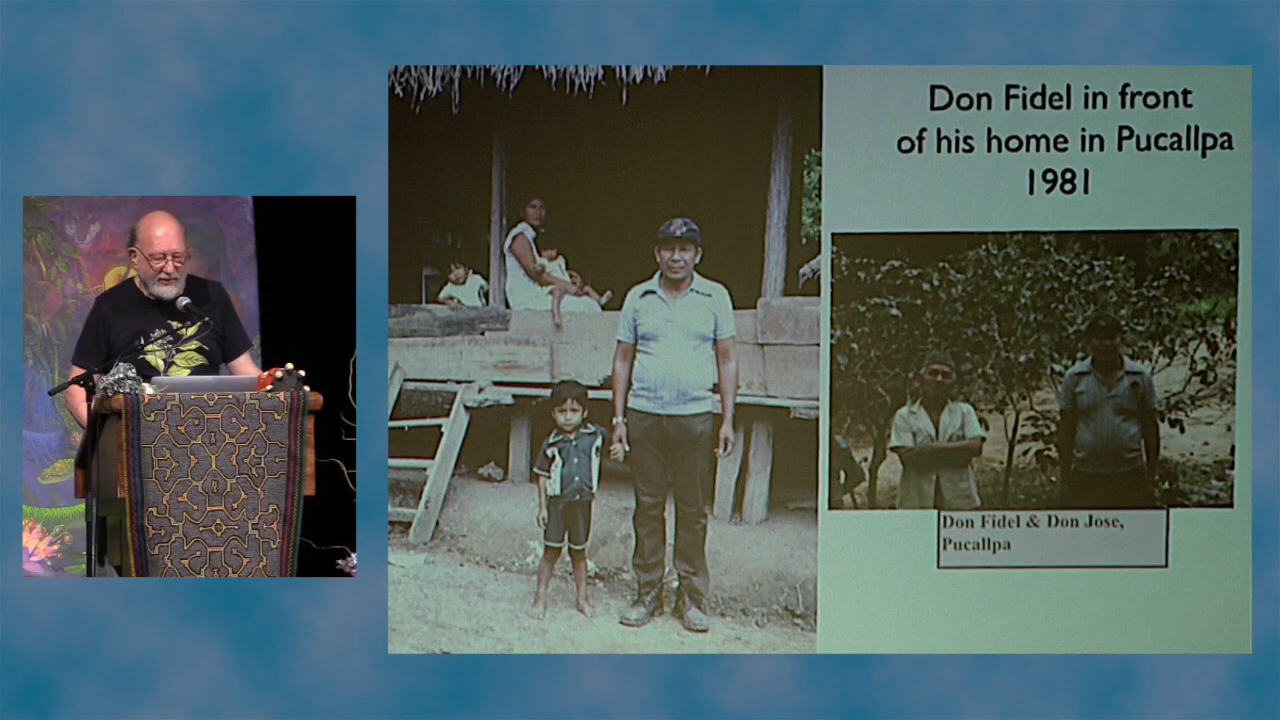 Don Fidel in front
of his home in Pucallpa
1981
Don Fidel & Don Jose,
Pucallpa